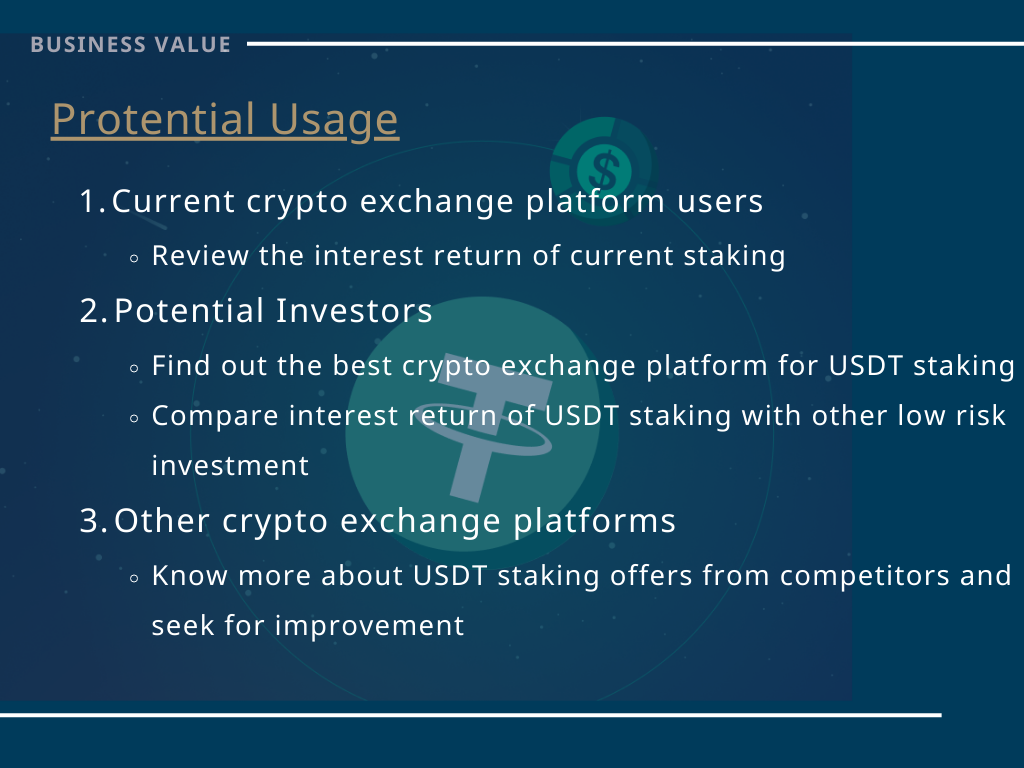 BUSINESS VALUE
Protential Usage
1. Current crypto exchange platform users
◦ Review the interest return of current staking
2. Potential Investors
◦ Find out the best crypto exchange platform for USDT staking
◦ Compare interest return of USDT staking with other low risk
investment
3. Other crypto exchange platforms
◦ Know more about USDT staking offers from competitors and
seek for improvement